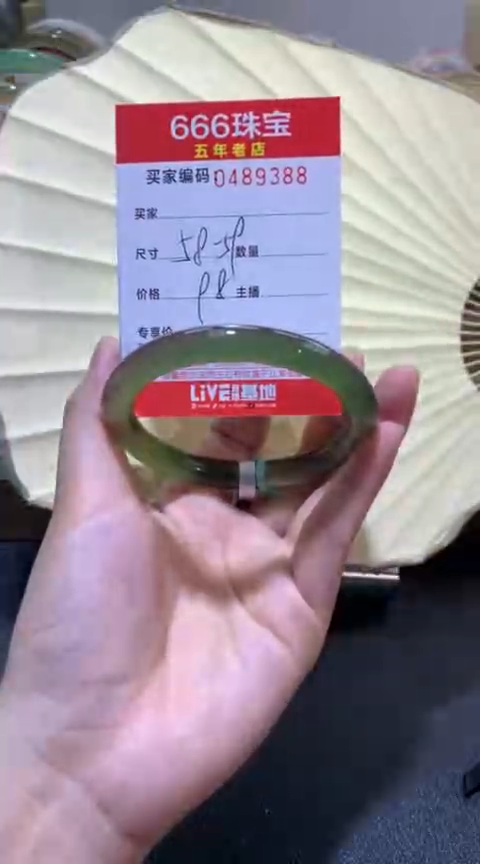 666珠宝
五年老店
买家编码 0489388
买家
尺寸 58-59 数量
价格 98 主播
专享价
LIVE 基地